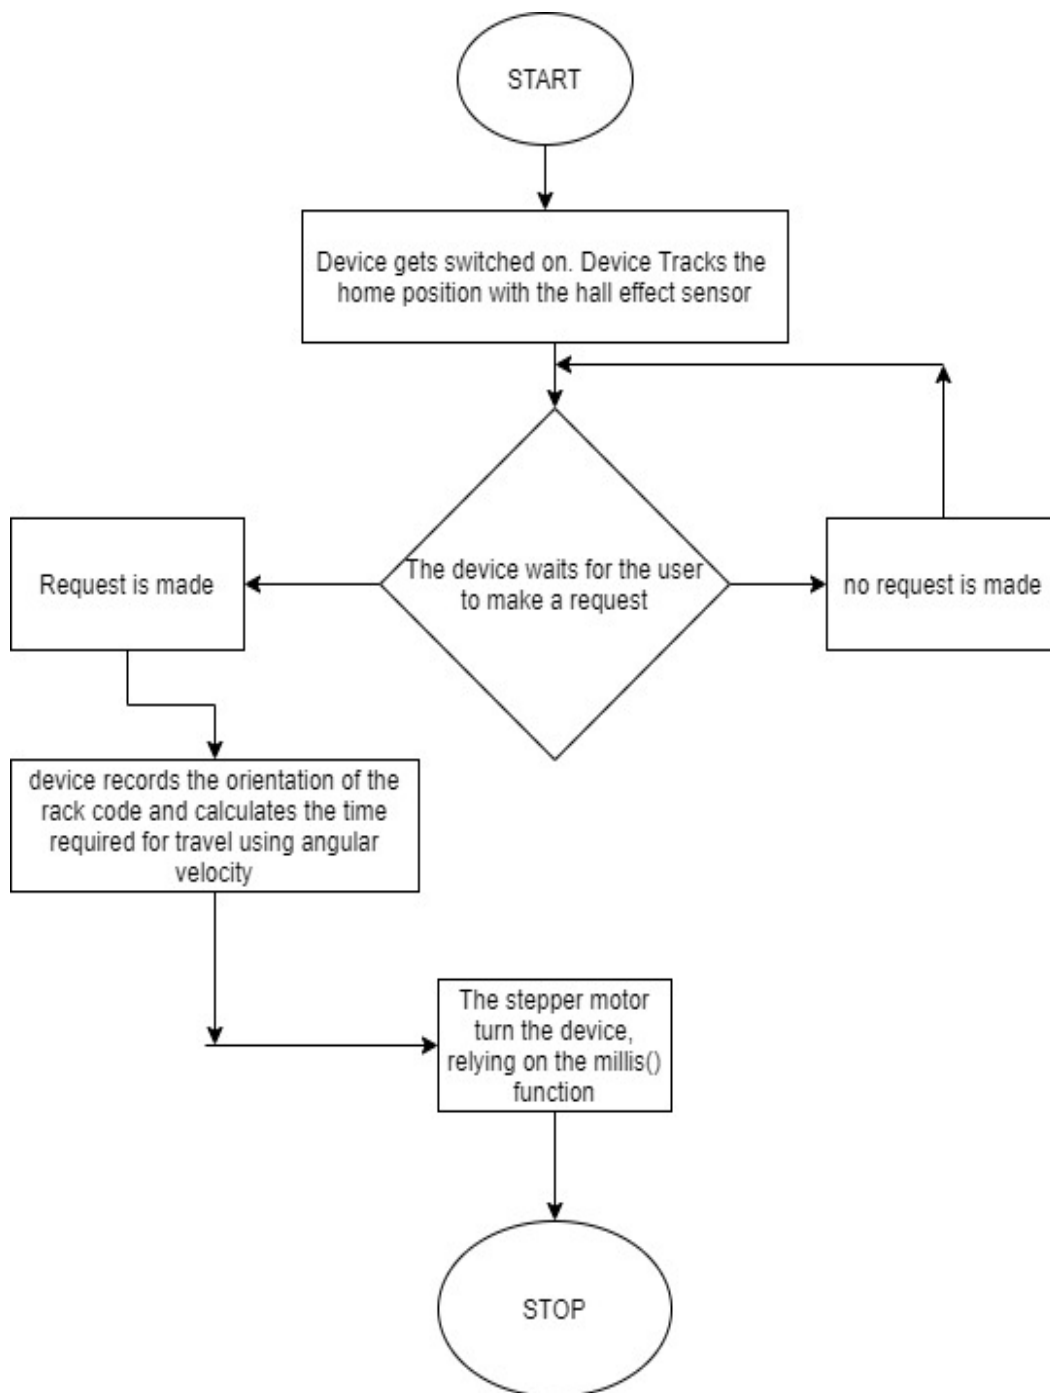 START
Device gets switched on. Device Tracks the
home position with the hall effect sensor
The device waits for the user
to make a request
Request is made
no request is made
device records the orientation of the
rack code and calculates the time
required for travel using angular
velocity
The stepper motor
turn the device,
relying on the millis()
function
STOP